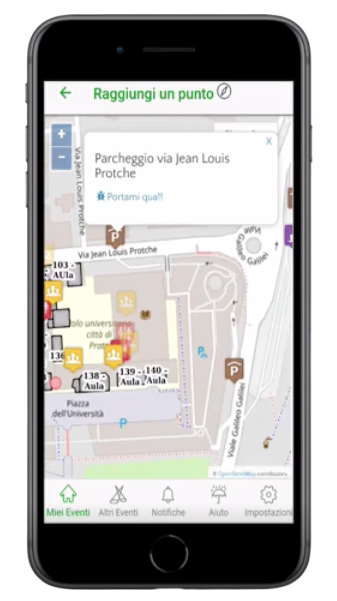 Raggiungi un punto
+
x
Parcheggio via Jean Louis
Protche
Portami qua!!
−
Via Jean Louis Protche
Viale
Galileo Galilei
P
Via Jean Louis Protche
103 -
AUla
Polo universitario
città di
Prato
P
P
138 -
Aula
139 -
Aula
140 -
Aula
Piazza
dell'Università
P
Viale Galileo Galilei
© OpenStreetMap contributors.
Miei Eventi
Altri Eventi
Notifiche
Aiuto
Impostazioni